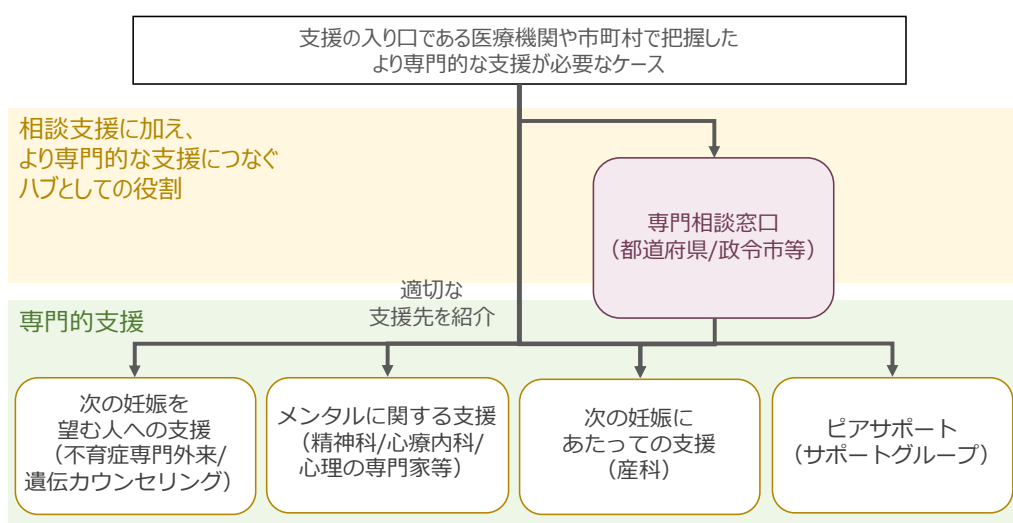 支援の入り口である医療機関や市町村で把握した
より専門的な支援が必要なケース
相談支援に加え、
より専門的な支援につなぐ
ハブとしての役割
専門相談窓口
（都道府県/政令市等）
適切な
支援先を紹介
専門的支援
次の妊娠を
望む人への支援
（不育症専門外来/
遺伝カウンセリング）
メンタルに関する支援
（精神科/心療内科/
心理の専門家等）
次の妊娠に
あたっての支援
（産科）
ピアサポート
（サポートグループ）